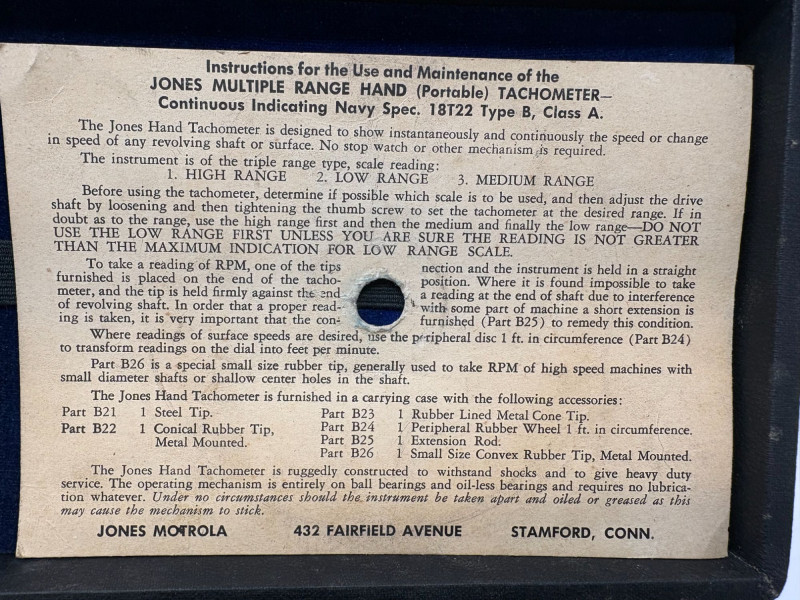 Instructions for the Use and Maintenance of the
JONES MULTIPLE RANGE HAND (Portable) TACHOMETER—
Continuous Indicating Navy Spec. 18T22 Type B, Class A.
The Jones Hand Tachometer is designed to show instantaneously and continuously the speed or change
in speed of any revolving shaft or surface. No stop watch or other mechanism is required.
The instrument is of the triple range type, scale reading:
1. HIGH RANGE 2. LOW RANGE 3. MEDIUM RANGE
Before using the tachometer, determine if possible which scale is to be used, and then adjust the drive
shaft by loosening and then tightening the thumb screw to set the tachometer at the desired range. If in
doubt as to the range, use the high range first and then the medium and finally the low range—DO NOT
USE THE LOW RANGE FIRST UNLESS YOU ARE SURE THE READING IS NOT GREATER
THAN THE MAXIMUM INDICATION FOR LOW RANGE SCALE.
To take a reading of RPM, one of the tips
furnished is placed on the end of the tacho-
meter, and the tip is held firmly against the end
of revolving shaft. In order that a proper read-
ing is taken, it is very important that the con-
nection and the instrument is held in a straight
position. Where it is found impossible to take
a reading at the end of shaft due to interference
with some part of machine a short extension is
furnished (Part B25) to remedy this condition.
Where readings of surface speeds are desired, use the peripheral disc 1 ft. in circumference (Part B24)
to transform readings on the dial into feet per minute.
Part B26 is a special small size rubber tip, generally used to take RPM of high speed machines with
small diameter shafts or shallow center holes in the shaft.
The Jones Hand Tachometer is furnished in a carrying case with the following accessories:
Part B21 1 Steel Tip.
Part B22 1 Conical Rubber Tip,
Metal Mounted.
Part B23 1 Rubber Lined Metal Cone Tip.
Part B24 1 Peripheral Rubber Wheel 1 ft. in circumference.
Part B25 1 Extension Rod.
Part B26 1 Small Size Convex Rubber Tip, Metal Mounted.
The Jones Hand Tachometer is ruggedly constructed to withstand shocks and to give heavy duty
service. The operating mechanism is entirely on ball bearings and oil-less bearings and requires no lubrica-
tion whatever. Under no circumstances should the instrument be taken apart and oiled or greased as this
may cause the mechanism to stick.
JONES MOTROLA 432 FAIRFIELD AVENUE STAMFORD, CONN.